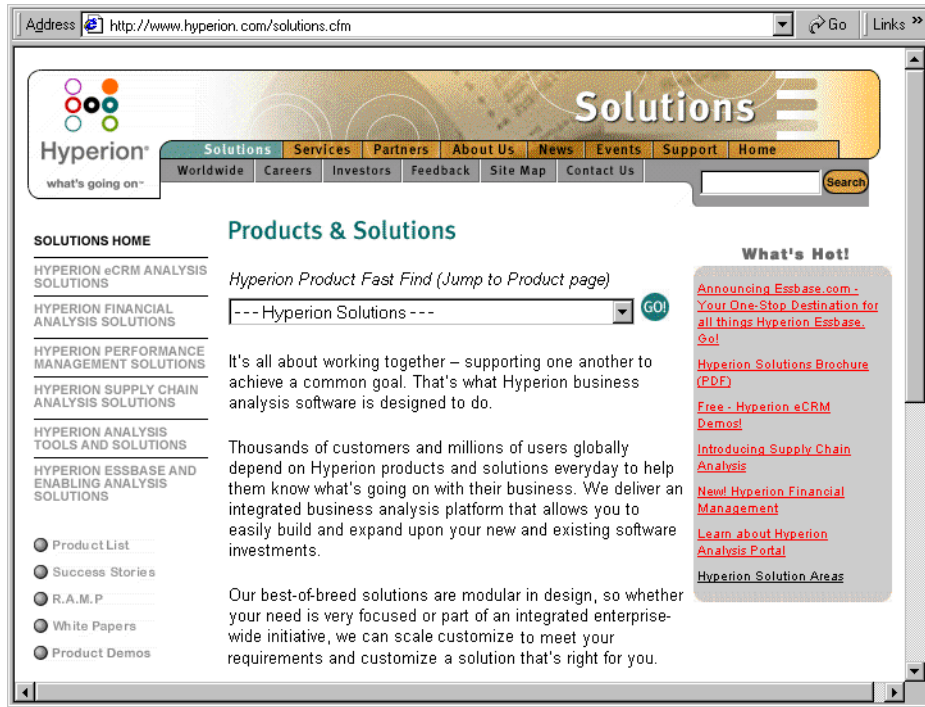 Address http://www.hyperion.com/solutions.cfm Go Links »
Solutions
Hyperion®
what's going on™
Solutions Services Partners About Us News Events Support Home
Worldwide Careers Investors Feedback Site Map Contact Us
Search
SOLUTIONS HOME
HYPERION eCRM ANALYSIS
SOLUTIONS
HYPERION FINANCIAL
ANALYSIS SOLUTIONS
HYPERION PERFORMANCE
MANAGEMENT SOLUTIONS
HYPERION SUPPLY CHAIN
ANALYSIS SOLUTIONS
HYPERION ANALYSIS
TOOLS AND SOLUTIONS
HYPERION ESSBASE AND
ENABLING ANALYSIS
SOLUTIONS
Product List
Success Stories
R.A.M.P
White Papers
Product Demos
Products & Solutions
Hyperion Product Fast Find (Jump to Product page)
--- Hyperion Solutions ---
GO!
It's all about working together – supporting one another to
achieve a common goal. That's what Hyperion business
analysis software is designed to do.
Thousands of customers and millions of users globally
depend on Hyperion products and solutions everyday to help
them know what's going on with their business. We deliver an
integrated business analysis platform that allows you to
easily build and expand upon your new and existing software
investments.
Our best-of-breed solutions are modular in design, so whether
your need is very focused or part of an integrated enterprise-
wide initiative, we can scale customize to meet your
requirements and customize a solution that's right for you.
What's Hot!
Announcing Essbase.com -
Your One-Stop Destination for
all things Hyperion Essbase.
Go!
Hyperion Solutions Brochure
(PDF)
Free - Hyperion eCRM
Demos!
Introducing Supply Chain
Analysis
New! Hyperion Financial
Management
Learn about Hyperion
Analysis Portal
Hyperion Solution Areas